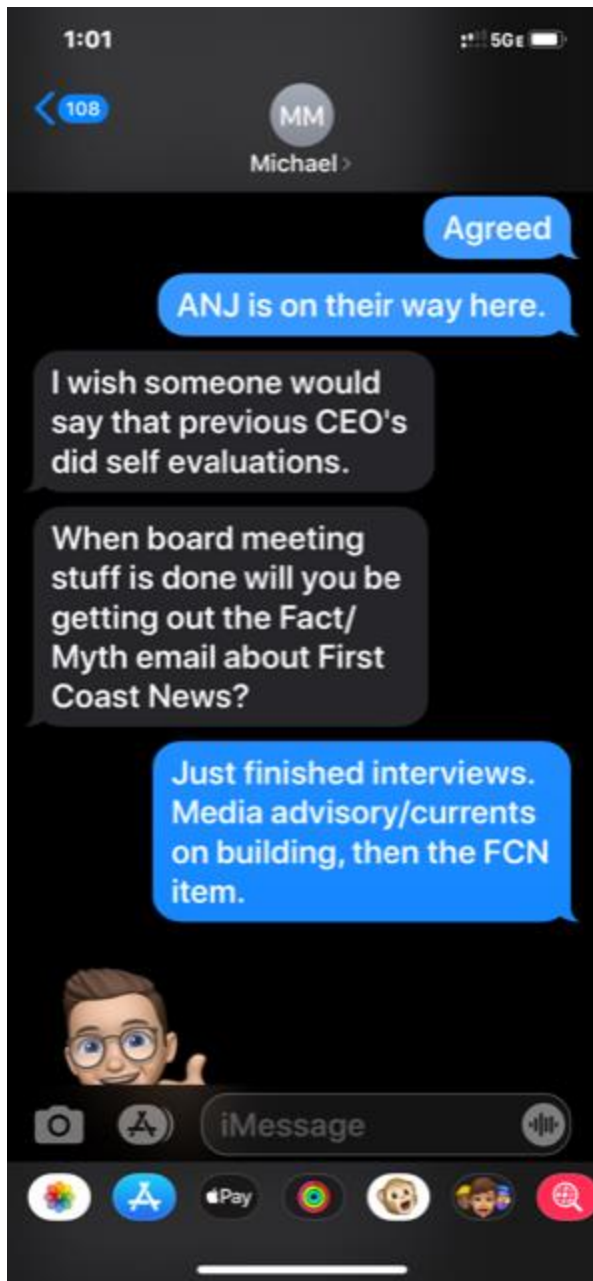 1:01
5GE
108
MM
Michael >
Agreed
ANJ is on their way here.
I wish someone would
say that previous CEO's
did self evaluations.
When board meeting
stuff is done will you be
getting out the Fact/
Myth email about First
Coast News?
Just finished interviews.
Media advisory/currents
on building, then the FCN
item.
iMessage
Pay